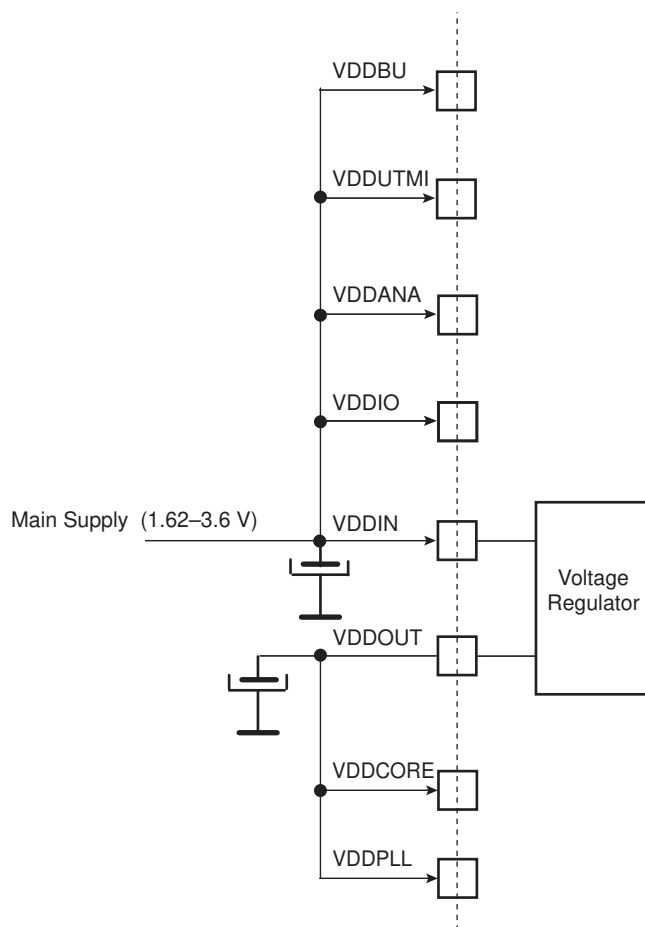 VDDBU
VDDUTMI
VDDANA
VDDIO
Main Supply (1.62–3.6 V)
VDDIN
Voltage
Regulator
VDDOUT
VDDCORE
VDDPLL